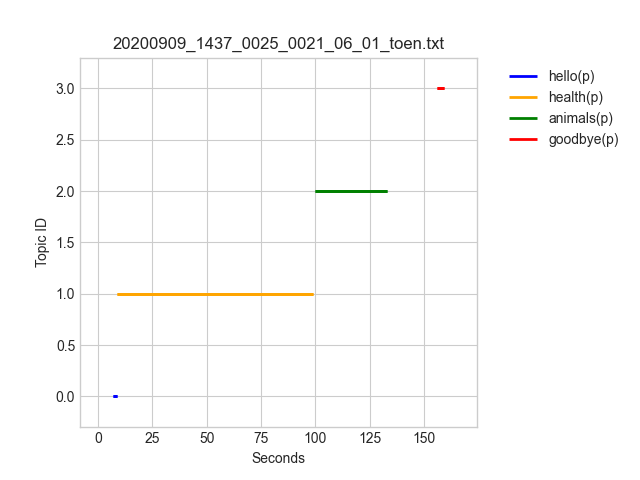 20200909_1437_0025_0021_06_01_toen.txt
hello(p)
health(p)
animals(p)
goodbye(p)
Topic ID
3.0
2.5
2.0
1.5
1.0
0.5
0.0
0 25 50 75 100 125 150
Seconds